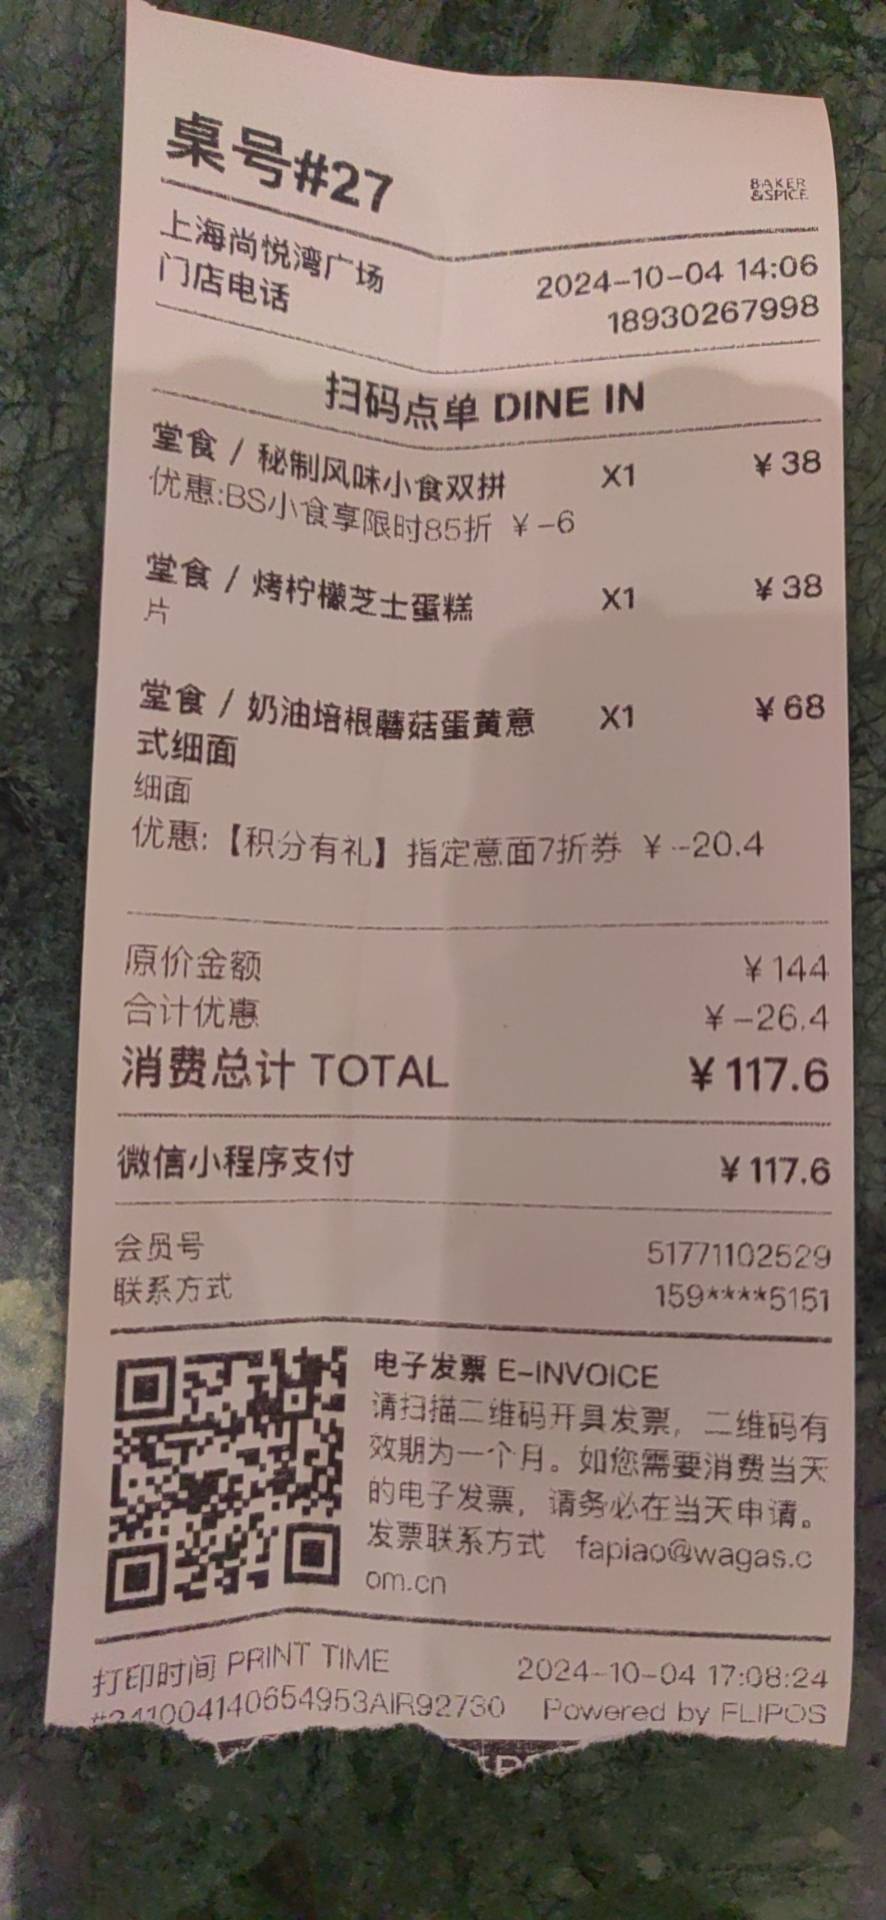 桌号#27
BAKER
&SPICE
上海尚悦湾广场
2024-10-04 14:06
门店电话 18930267998
扫码点单 DINE IN
堂食 / 秘制风味小食双拼 X1 ¥38
优惠:BS小食享限时85折 ¥-6
堂食 / 烤柠檬芝士蛋糕 X1 ¥38
片
堂食 / 奶油培根蘑菇蛋黄意 X1 ¥68
式细面
细面
优惠:【积分有礼】指定意面7折券 ¥-20.4
原价金额 ¥144
合计优惠 ¥-26.4
消费总计 TOTAL ¥117.6
微信小程序支付 ¥117.6
会员号 51771102529
联系方式 159****5151
电子发票 E-INVOICE
请扫描二维码开具发票，二维码有
效期为一个月。如您需要消费当天
的电子发票，请务必在当天申请。
发票联系方式 fapiao@wagas.c
om.cn
打印时间 PRINT TIME 2024-10-04 17:08:24
#241004140654953AIR92730 Powered by FLIPOS